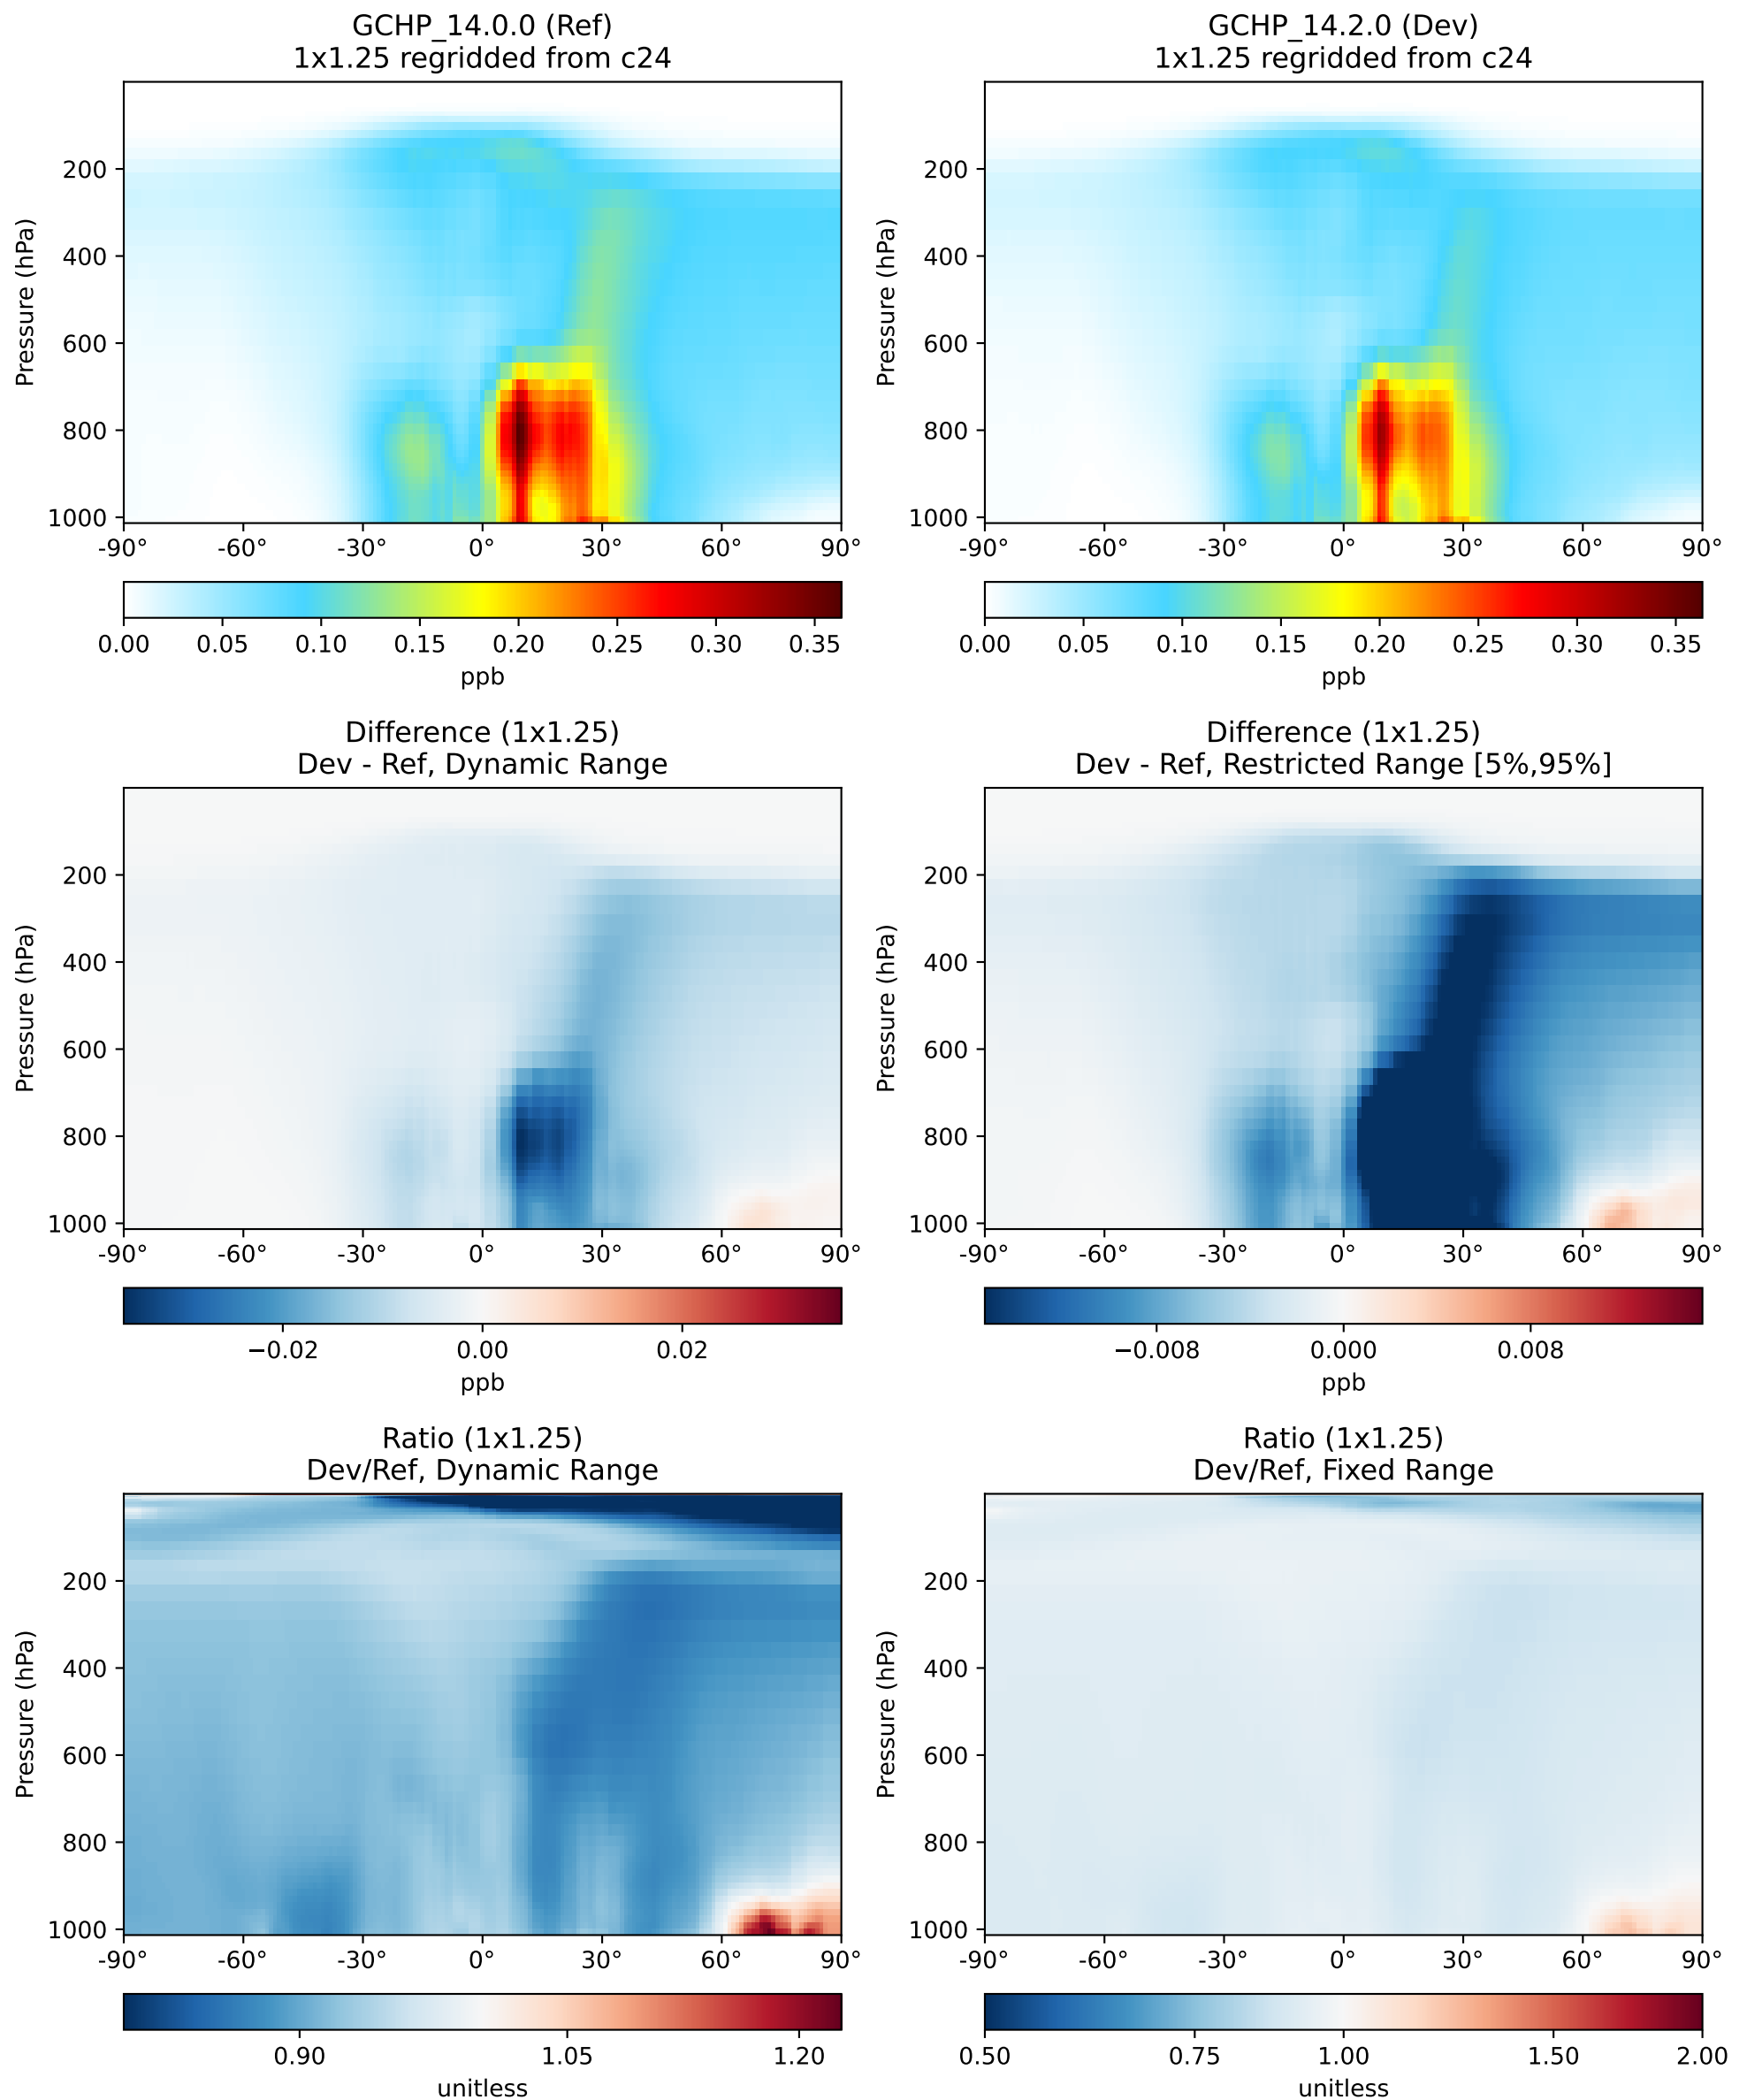 GCHP_14.0.0 (Ref)
1x1.25 regridded from c24
GCHP_14.2.0 (Dev)
1x1.25 regridded from c24
Pressure (hPa)
200
400
600
800
1000
-90° -60° -30° 0° 30° 60° 90°
Pressure (hPa)
200
400
600
800
1000
-90° -60° -30° 0° 30° 60° 90°
0.00 0.05 0.10 0.15 0.20 0.25 0.30 0.35
ppb
0.00 0.05 0.10 0.15 0.20 0.25 0.30 0.35
ppb
Difference (1x1.25)
Dev - Ref, Dynamic Range
Difference (1x1.25)
Dev - Ref, Restricted Range [5%,95%]
Pressure (hPa)
200
400
600
800
1000
-90° -60° -30° 0° 30° 60° 90°
Pressure (hPa)
200
400
600
800
1000
-90° -60° -30° 0° 30° 60° 90°
−0.02 0.00 0.02
ppb
−0.008 0.000 0.008
ppb
Ratio (1x1.25)
Dev/Ref, Dynamic Range
Ratio (1x1.25)
Dev/Ref, Fixed Range
Pressure (hPa)
200
400
600
800
1000
-90° -60° -30° 0° 30° 60° 90°
Pressure (hPa)
200
400
600
800
1000
-90° -60° -30° 0° 30° 60° 90°
0.90 1.05 1.20
unitless
0.50 0.75 1.00 1.50 2.00
unitless